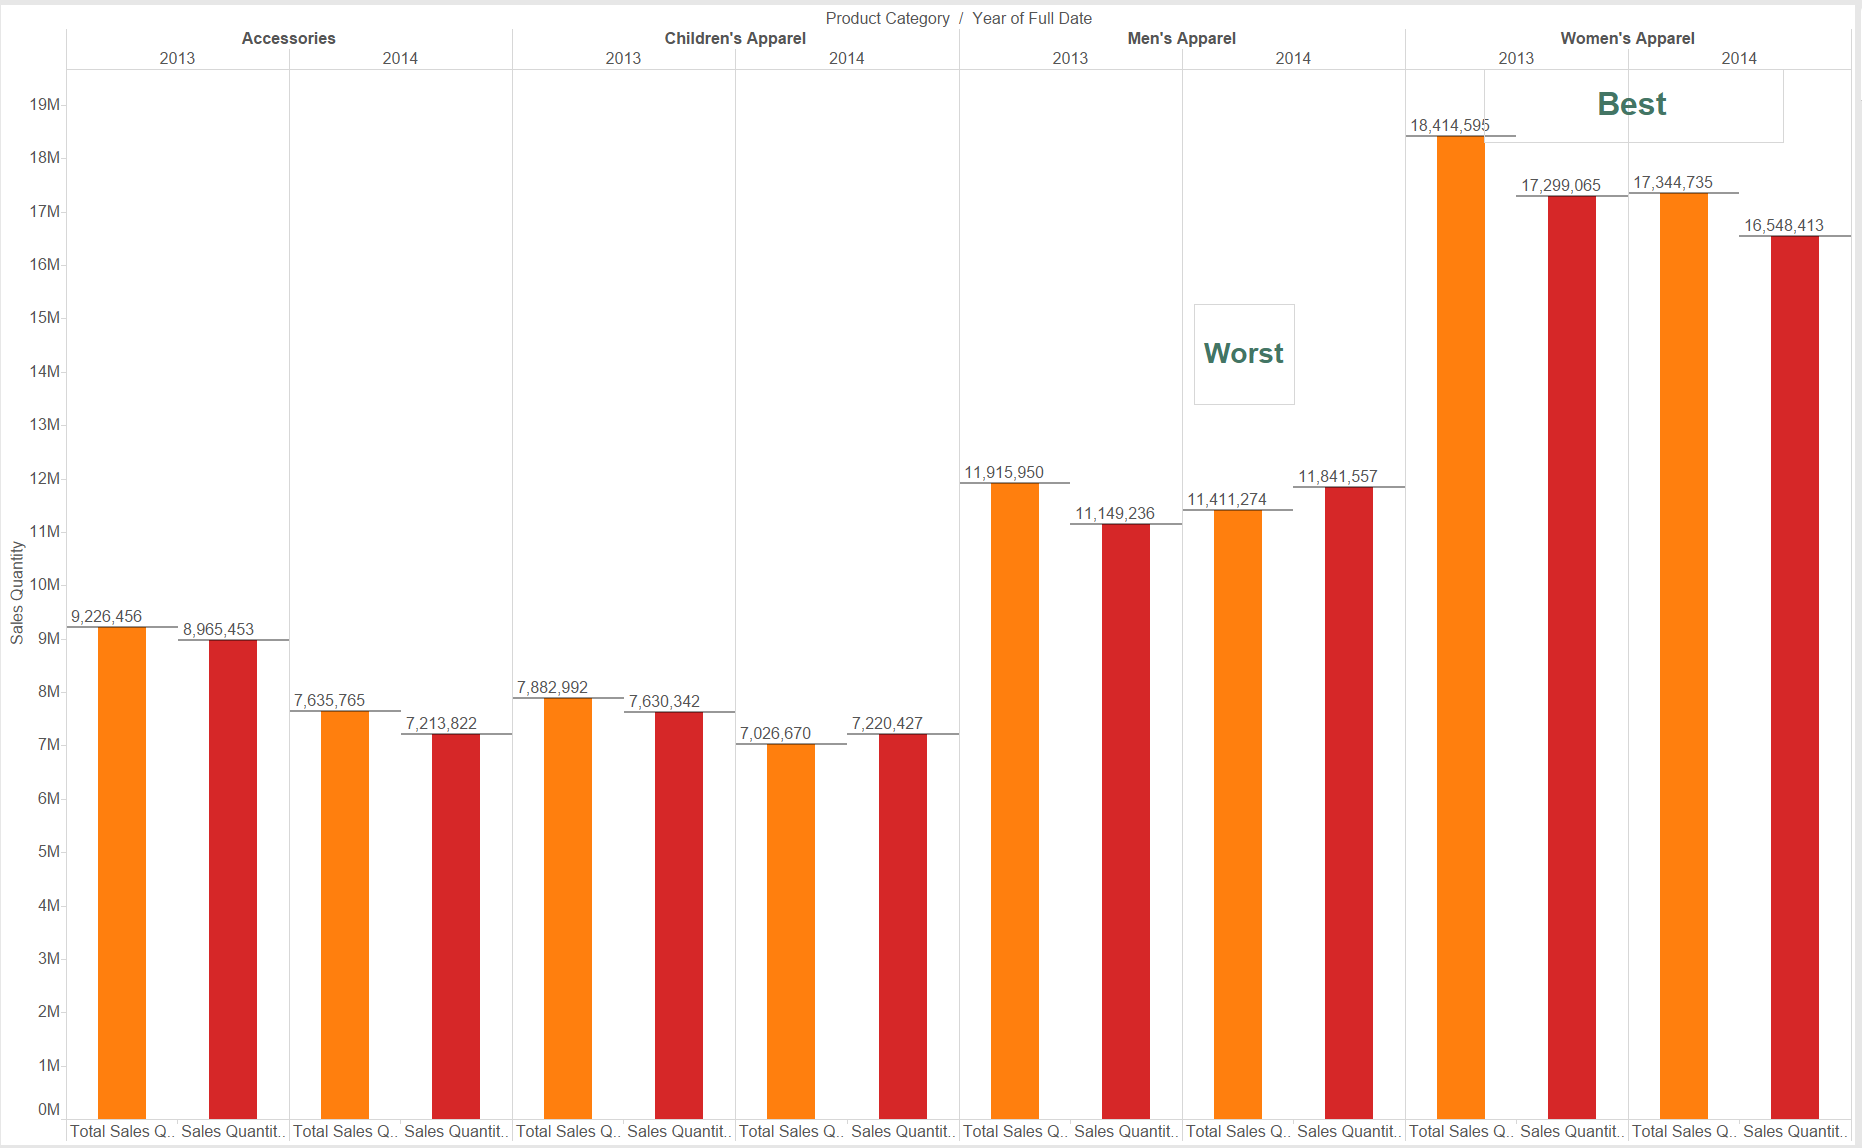 Product Category / Year of Full Date
Accessories Children's Apparel Men's Apparel Women's Apparel
2013 2014 2013 2014 2013 2014 2013 2014
Best
Worst
Sales Quantity
19M
18M
17M
16M
15M
14M
13M
12M
11M
10M
9M
8M
7M
6M
5M
4M
3M
2M
1M
0M
9,226,456
8,965,453
7,635,765
7,213,822
7,882,992
7,630,342
7,026,670
7,220,427
11,915,950
11,149,236
11,411,274
11,841,557
18,414,595
17,299,065
17,344,735
16,548,413
Total Sales Q.. Sales Quantit.. Total Sales Q.. Sales Quantit.. Total Sales Q.. Sales Quantit.. Total Sales Q.. Sales Quantit.. Total Sales Q.. Sales Quantit.. Total Sales Q.. Sales Quantit.. Total Sales Q.. Sales Quantit.. Total Sales Q.. Sales Quantit..